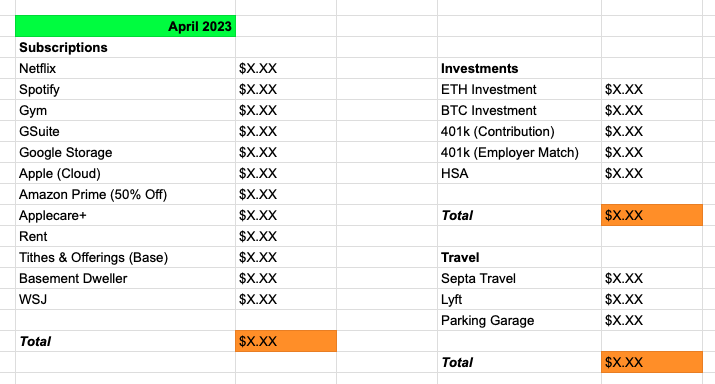 April 2023
Subscriptions
Netflix $X.XX
Spotify $X.XX
Gym $X.XX
GSuite $X.XX
Google Storage $X.XX
Apple (Cloud) $X.XX
Amazon Prime (50% Off) $X.XX
Applecare+ $X.XX
Rent $X.XX
Tithes & Offerings (Base) $X.XX
Basement Dweller $X.XX
WSJ $X.XX
Total $X.XX
Investments
ETH Investment $X.XX
BTC Investment $X.XX
401k (Contribution) $X.XX
401k (Employer Match) $X.XX
HSA $X.XX
Total $X.XX
Travel
Septa Travel $X.XX
Lyft $X.XX
Parking Garage $X.XX
Total $X.XX